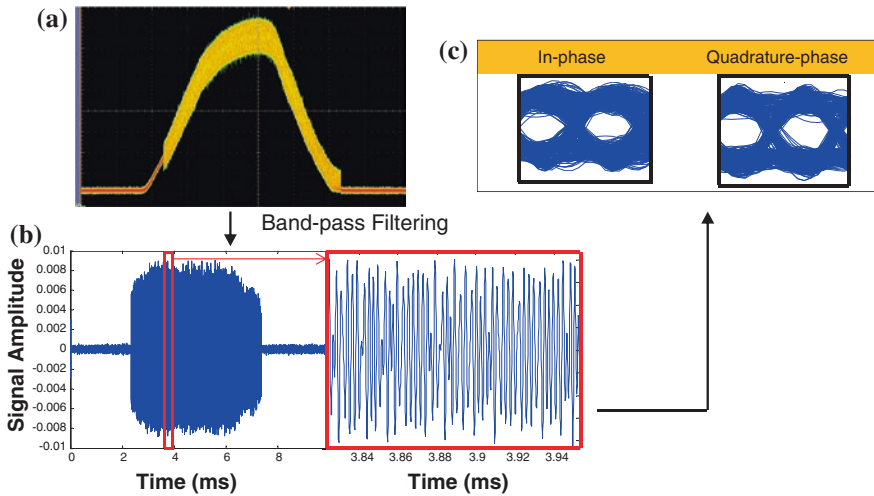 (a)
(c)
In-phase
Quadrature-phase
Band-pass Filtering
(b)
Signal Amplitude
0.01
0.008
0.006
0.004
0.002
0
-0.002
-0.004
-0.006
-0.008
-0.01
0
2
4
6
8
3.84
3.86
3.88
3.9
3.92
3.94
Time (ms)
Time (ms)